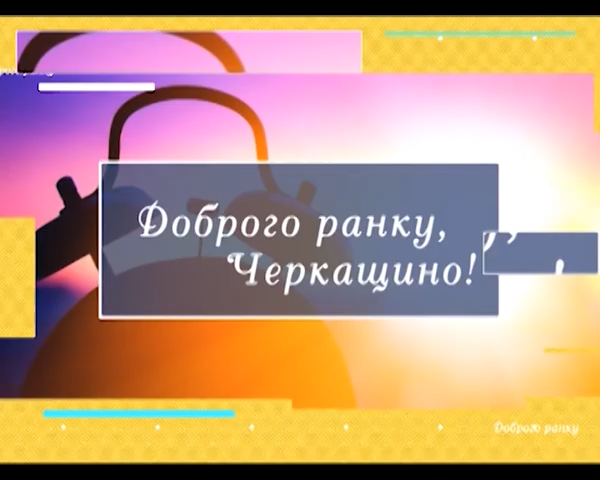 Доброго ранку,
Черкащино!
Доброго ранку